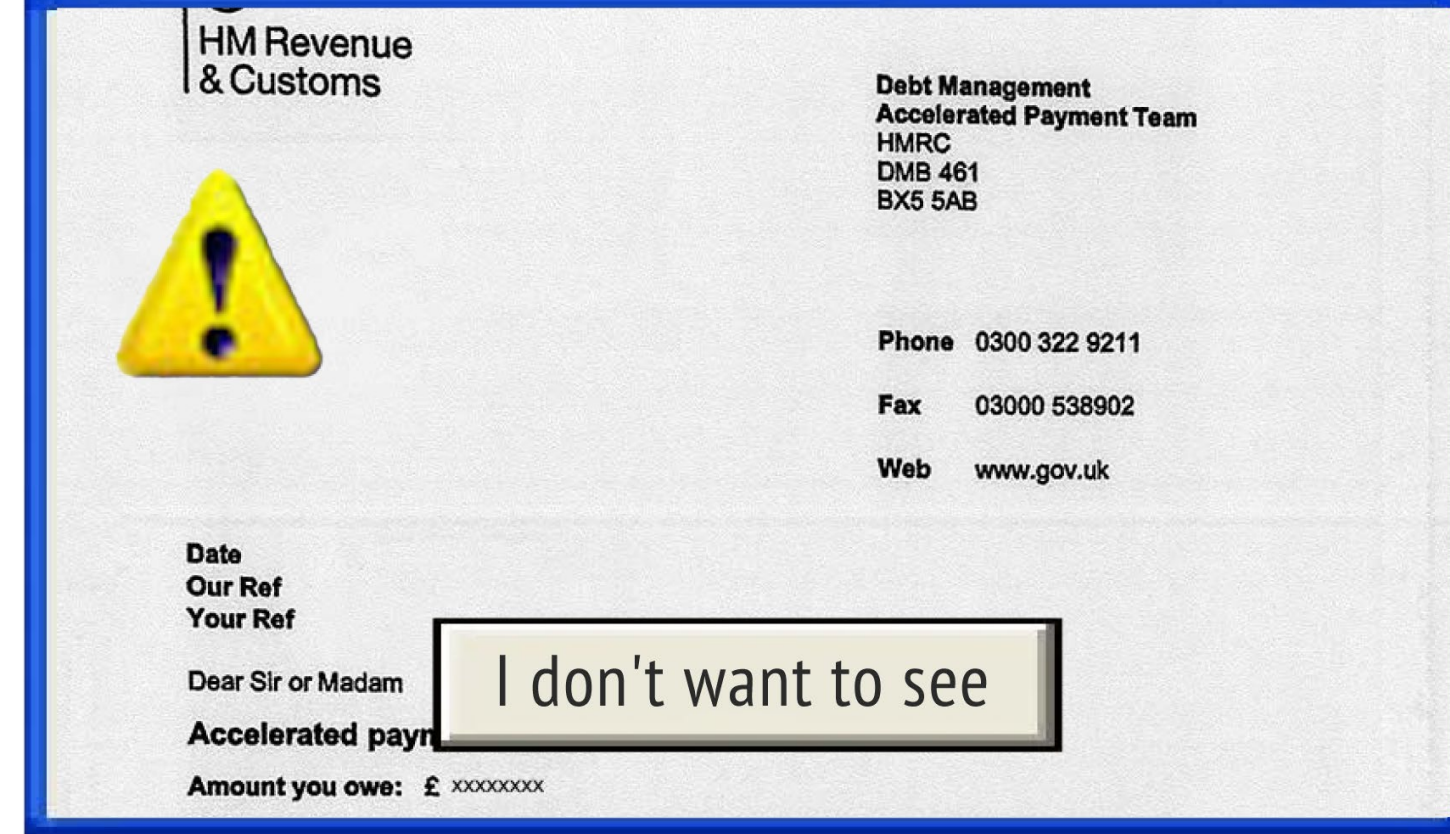 HM Revenue
& Customs
Debt Management
Accelerated Payment Team
HMRC
DMB 461
BX5 5AB
Phone 0300 322 9211
Fax 03000 538902
Web www.gov.uk
Date
Our Ref
Your Ref
Dear Sir or Madam
I don't want to see
Accelerated payn
Amount you owe: £ xxxxxxxx